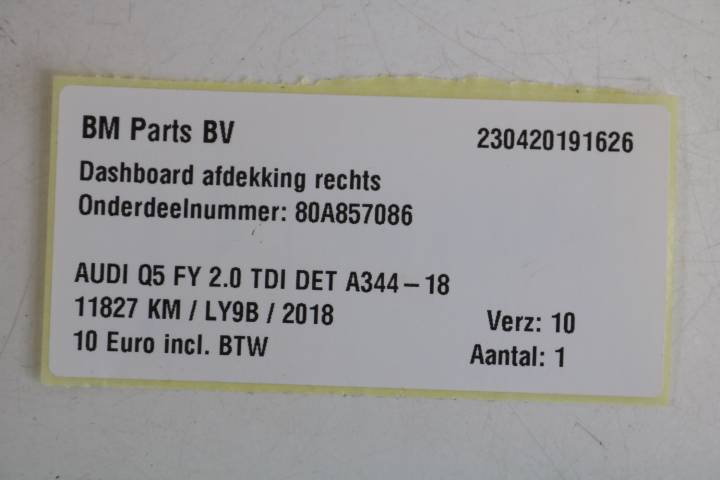 BM Parts BV 230420191626
Dashboard afdekking rechts
Onderdeelnummer: 80A857086
AUDI Q5 FY 2.0 TDI DET A344-18
11827 KM / LY9B / 2018 Verz: 10
10 Euro incl. BTW Aantal: 1